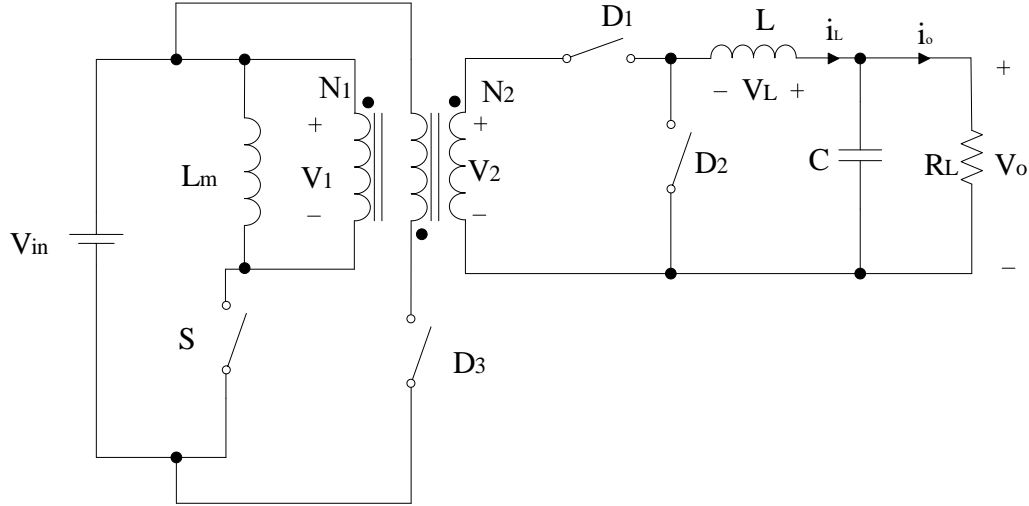 D1
L
iL
io
N1
N2
− VL +
+
+
+
Lm
V1
V2
D2
C
RL
Vo
−
−
Vin
−
S
D3